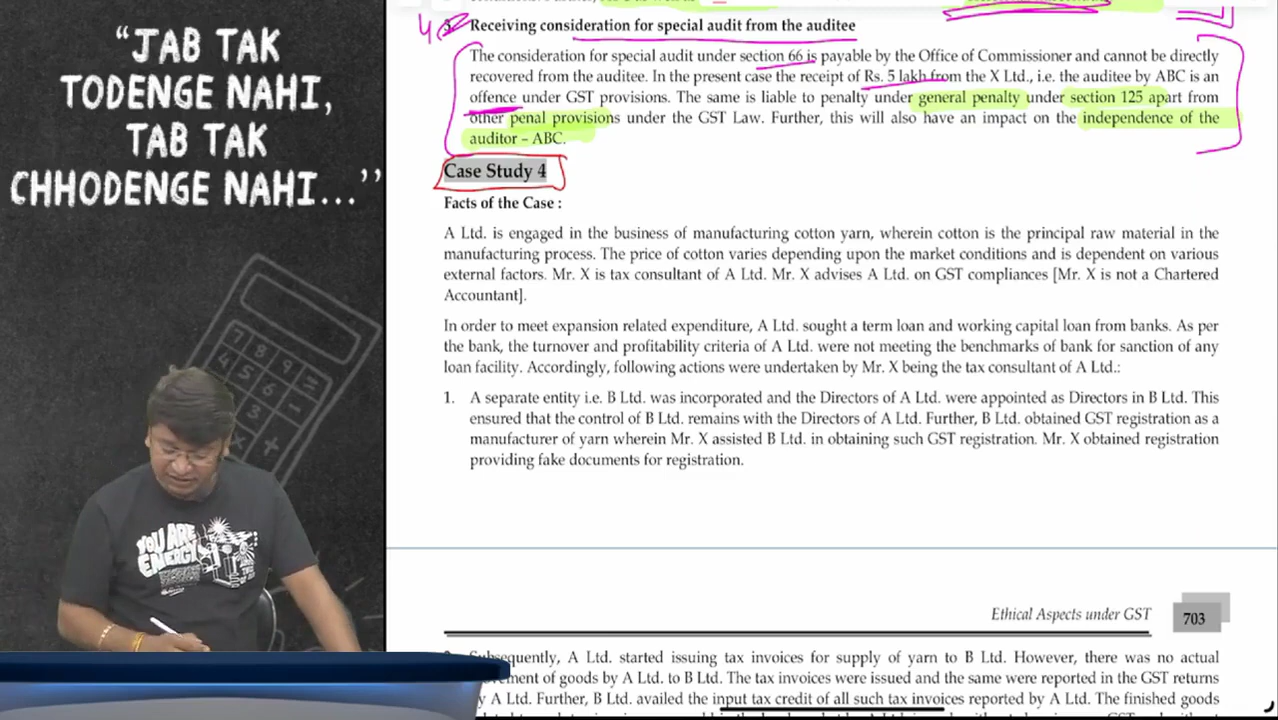 “JAB TAK
TODENGE NAHI,
TAB TAK
CHHODENGE NAHI...’’
YOU ARE
ENERGY
7 8 9
4 5 6
3
Receiving consideration for special audit from the auditee
The consideration for special audit under section 66 is payable by the Office of Commissioner and cannot be directly
recovered from the auditee. In the present case the receipt of Rs. 5 lakh from the X Ltd., i.e. the auditee by ABC is an
offence under GST provisions. The same is liable to penalty under general penalty under section 125 apart from
other penal provisions under the GST Law. Further, this will also have an impact on the independence of the
auditor – ABC.
Case Study 4
Facts of the Case :
A Ltd. is engaged in the business of manufacturing cotton yarn, wherein cotton is the principal raw material in the
manufacturing process. The price of cotton varies depending upon the market conditions and is dependent on various
external factors. Mr. X is tax consultant of A Ltd. Mr. X advises A Ltd. on GST compliances [Mr. X is not a Chartered
Accountant].
In order to meet expansion related expenditure, A Ltd. sought a term loan and working capital loan from banks. As per
the bank, the turnover and profitability criteria of A Ltd. were not meeting the benchmarks of bank for sanction of any
loan facility. Accordingly, following actions were undertaken by Mr. X being the tax consultant of A Ltd.:
1. A separate entity i.e. B Ltd. was incorporated and the Directors of A Ltd. were appointed as Directors in B Ltd. This
ensured that the control of B Ltd. remains with the Directors of A Ltd. Further, B Ltd. obtained GST registration as a
manufacturer of yarn wherein Mr. X assisted B Ltd. in obtaining such GST registration. Mr. X obtained registration
providing fake documents for registration.
Ethical Aspects under GST 703
Subsequently, A Ltd. started issuing tax invoices for supply of yarn to B Ltd. However, there was no actual
of goods by A Ltd. to B Ltd. The tax invoices were issued and the same were reported in the GST returns
A Ltd. Further, B Ltd. availed the input tax credit of all such tax invoices reported by A Ltd. The finished goods